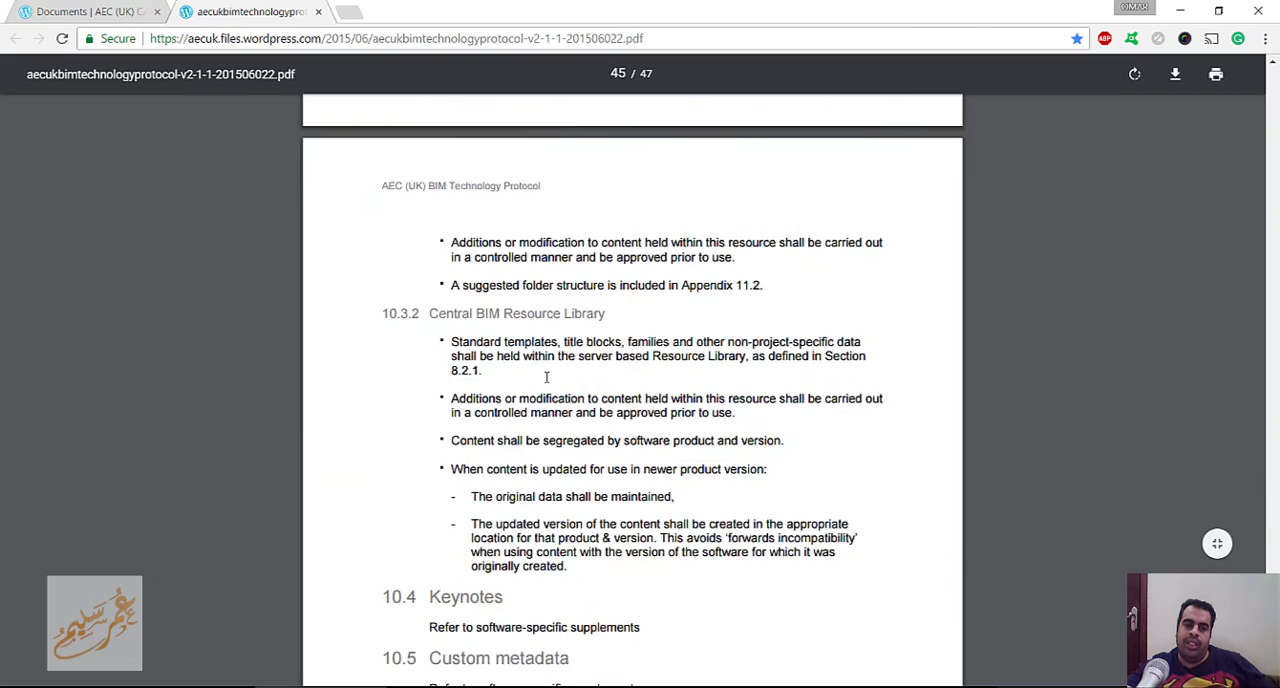 OMAR
Documents | AEC (UK) C
aecukbimtechnologyprot
Secure
https://aecuk.files.wordpress.com/2015/06/aecukbimtechnologyprotocol-v2-1-1-201506022.pdf
ABP
aecukbimtechnologyprotocol-v2-1-1-201506022.pdf
45 / 47
AEC (UK) BIM Technology Protocol
Additions or modification to content held within this resource shall be carried out
in a controlled manner and be approved prior to use.
A suggested folder structure is included in Appendix 11.2.
10.3.2 Central BIM Resource Library
Standard templates, title blocks, families and other non-project-specific data
shall be held within the server based Resource Library, as defined in Section
8.2.1.
Additions or modification to content held within this resource shall be carried out
in a controlled manner and be approved prior to use.
Content shall be segregated by software product and version.
When content is updated for use in newer product version:
- The original data shall be maintained,
- The updated version of the content shall be created in the appropriate
location for that product & version. This avoids 'forwards incompatibility'
when using content with the version of the software for which it was
originally created.
10.4 Keynotes
Refer to software-specific supplements
10.5 Custom metadata
عمر سليم